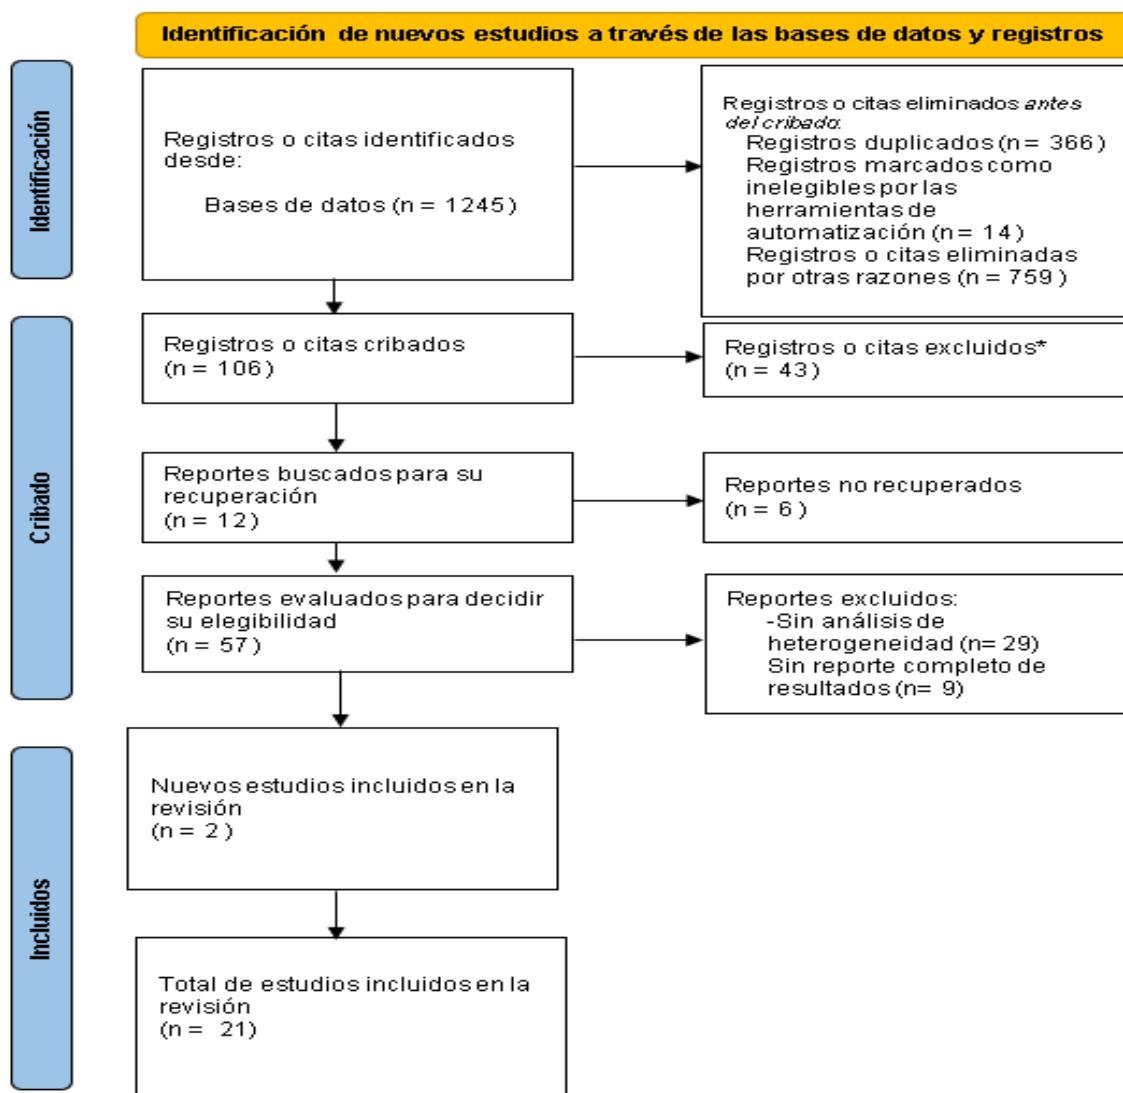 Identificación de nuevos estudios a través de las bases de datos y registros
Identificación
Registros o citas identificados
desde:
Bases de datos (n = 1245)
Registros o citas eliminados antes
del cribado:
Registros duplicados (n = 366)
Registros marcados como
inelegibles por las
herramientas de
automatización (n = 14)
Registros o citas eliminadas
por otras razones (n = 759)
Cribado
Registros o citas cribados
(n = 106)
Registros o citas excluidos*
(n = 43)
Reportes buscados para su
recuperación
(n = 12)
Reportes no recuperados
(n = 6)
Reportes evaluados para decidir
su elegibilidad
(n = 57)
Reportes excluidos:
-Sin análisis de
heterogeneidad (n= 29)
Sin reporte completo de
resultados (n= 9)
Incluidos
Nuevos estudios incluidos en la
revisión
(n = 2)
Total de estudios incluidos en la
revisión
(n = 21)